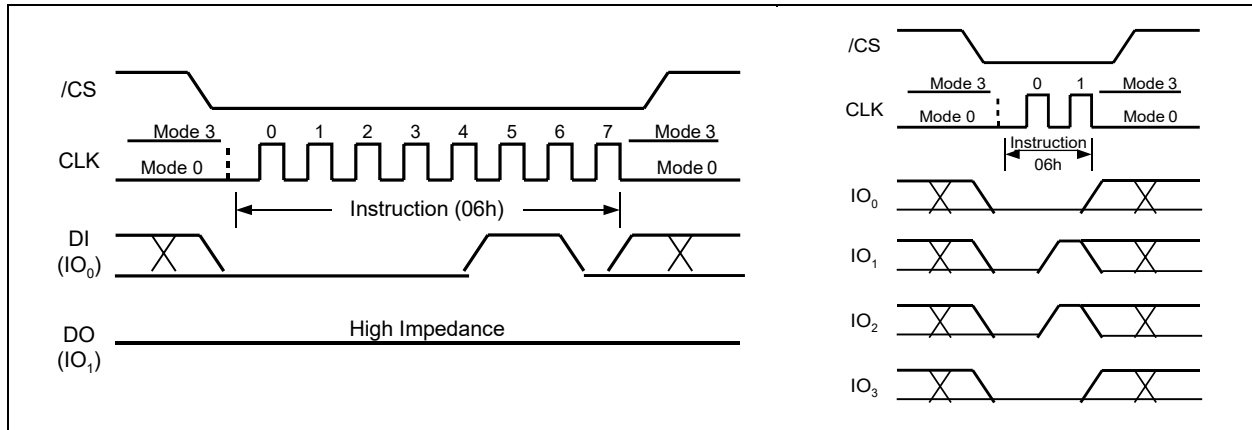 /CS
Mode 3 0 1 2 3 4 5 6 7 Mode 3
CLK
Mode 0 Mode 0
Instruction (06h)
DI
(IO0)
High Impedance
DO
(IO1)
/CS
Mode 3 0 1 Mode 3
CLK
Mode 0 Mode 0
Instruction
06h
IO0
IO1
IO2
IO3